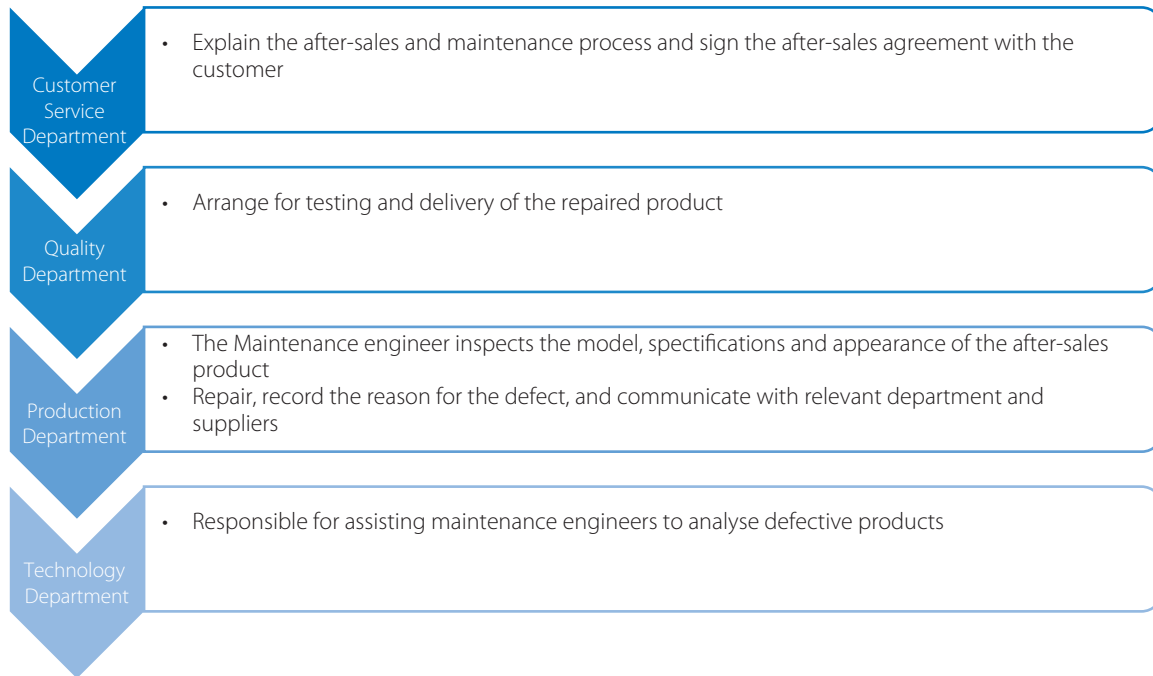 Customer
Service
Department
• Explain the after-sales and maintenance process and sign the after-sales agreement with the
customer
Quality
Department
• Arrange for testing and delivery of the repaired product
Production
Department
• The Maintenance engineer inspects the model, spectifications and appearance of the after-sales
product
• Repair, record the reason for the defect, and communicate with relevant department and
suppliers
Technology
Department
• Responsible for assisting maintenance engineers to analyse defective products